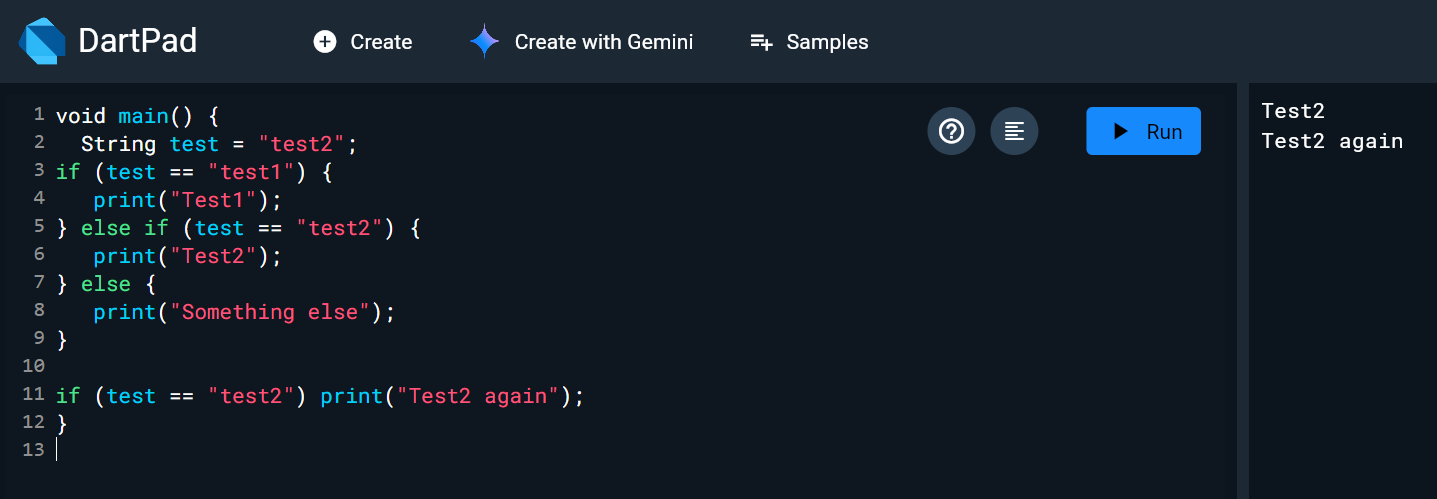 DartPad
Create
Create with Gemini
Samples
1 void main() {
2   String test = "test2";
3 if (test == "test1") {
4    print("Test1");
5 } else if (test == "test2") {
6    print("Test2");
7 } else {
8    print("Something else");
9 }
10
11 if (test == "test2") print("Test2 again");
12 }
13
Run
Test2
Test2 again